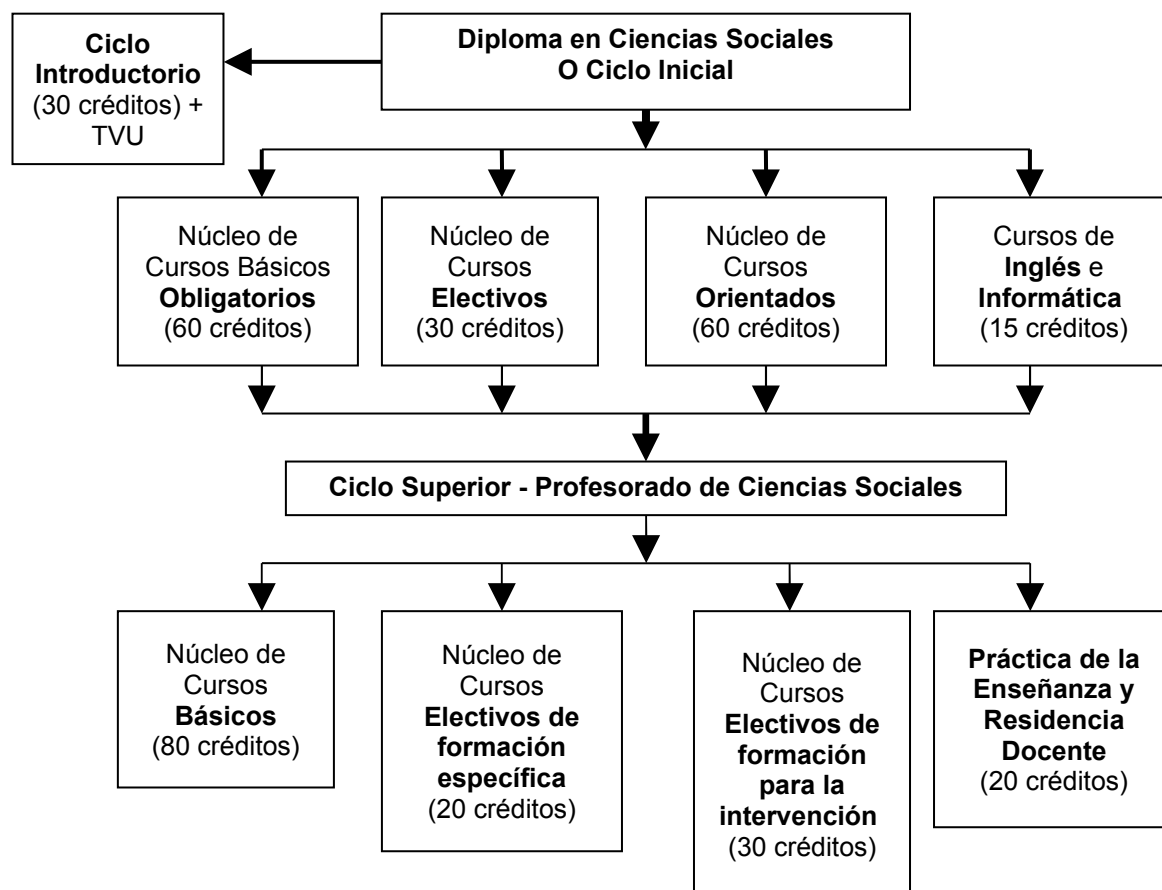 Ciclo
Introductorio
(30 créditos) +
TVU
Diploma en Ciencias Sociales
O Ciclo Inicial
Núcleo de
Cursos Básicos
Obligatorios
(60 créditos)
Núcleo de
Cursos
Electivos
(30 créditos)
Núcleo de
Cursos
Orientados
(60 créditos)
Cursos de
Inglés e
Informática
(15 créditos)
Ciclo Superior - Profesorado de Ciencias Sociales
Núcleo de
Cursos
Básicos
(80 créditos)
Núcleo de
Cursos
Electivos de
formación
específica
(20 créditos)
Núcleo de
Cursos
Electivos de
formación
para la
intervención
(30 créditos)
Práctica de la
Enseñanza y
Residencia
Docente
(20 créditos)